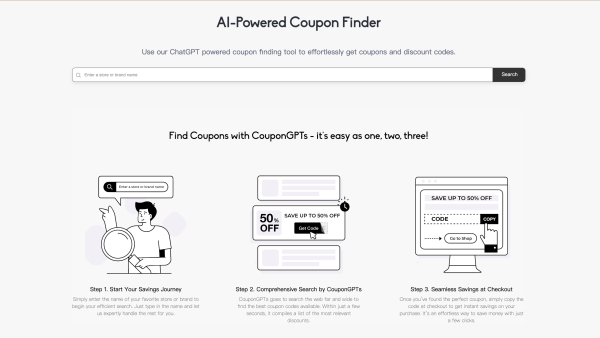 AI-Powered Coupon Finder
Use our ChatGPT powered coupon finding tool to effortlessly get coupons and discount codes.
Enter a store or brand name
Search
Find Coupons with CouponGPTs - it's easy as one, two, three!
Enter a store or brand name
50%
OFF
SAVE UP TO 50% OFF
Get Code
SAVE UP TO 50% OFF
CODE
COPY
Go to Shop
Step 1. Start Your Savings Journey
Simply enter the name of your favorite store or brand to
begin your efficient search. Just type in the name and let
us expertly handle the rest for you.
Step 2. Comprehensive Search by CouponGPTs
CouponGPTs goes to search the web far and wide to
find the best coupon codes available. Within just a few
seconds, it compiles a list of the most relevant
discounts.
Step 3. Seamless Savings at Checkout
Once you've found the perfect coupon, simply copy the
code at checkout to get instant savings on your
purchase. It's an effortless way to save money with just
a few clicks.